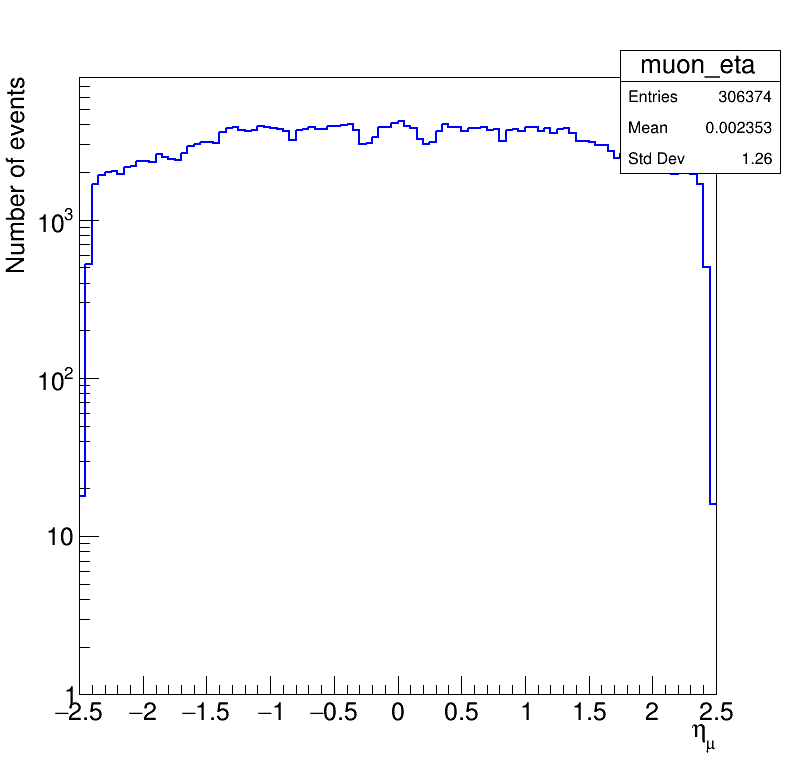 muon_eta
Entries 306374
Mean 0.002353
Std Dev 1.26
Number of events
10³
10²
10
1
−2.5 −2 −1.5 −1 −0.5 0 0.5 1 1.5 2 2.5
ημ